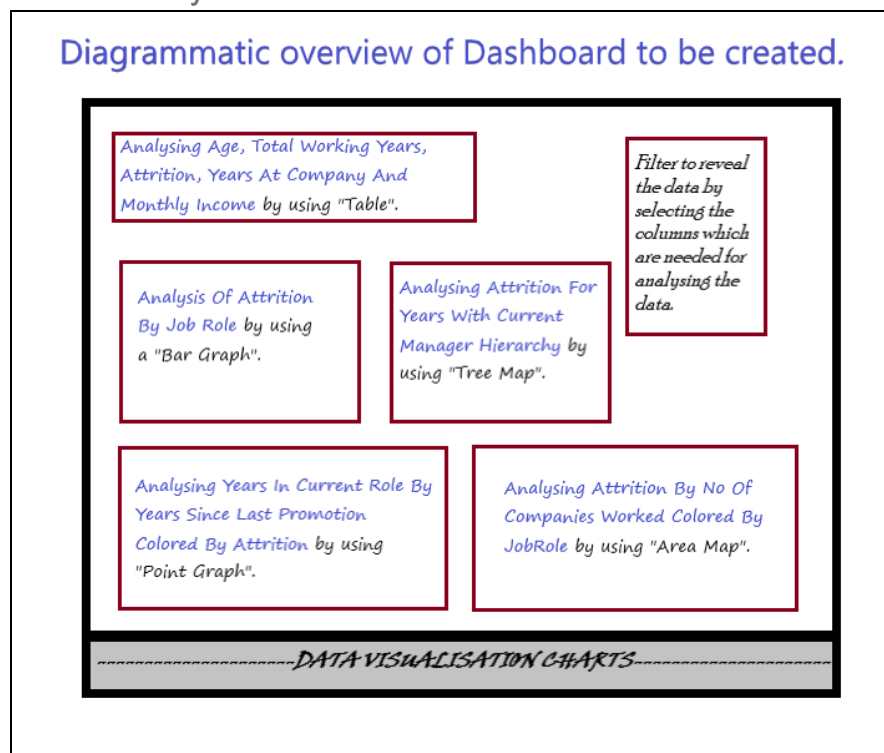 Diagrammatic overview of Dashboard to be created.
Analysing Age, Total Working Years,
Attrition, Years At Company And
Monthly Income by using "Table".
Filter to reveal
the data by
selecting the
columns which
are needed for
analysing the
data.
Analysis Of Attrition
By Job Role by using
a "Bar Graph".
Analysing Attrition For
Years With Current
Manager Hierarchy by
using "Tree Map".
Analysing Years In Current Role By
Years Since Last Promotion
Colored By Attrition by using
"Point Graph".
Analysing Attrition By No Of
Companies Worked Colored By
JobRole by using "Area Map".
---------------------DATA VISUALISATION CHARTS---------------------